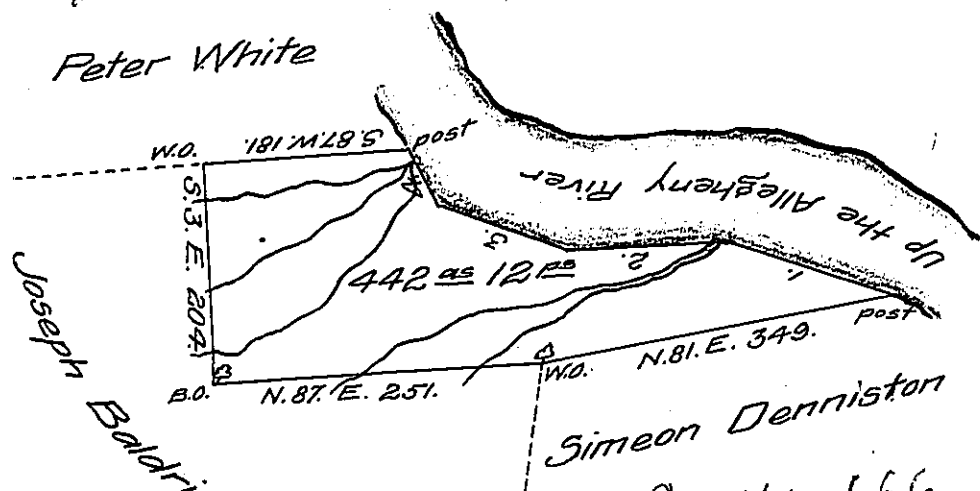 Peter White
W.O.
S.87.W.181.
post
Up the Allegheny River
S.3.E. 204.
4.
3.
2.
1.
442 as 12 ps
post
Joseph
B.O.
N.87.E. 251.
W.O.
N.81.E. 349.
Simeon Denniston